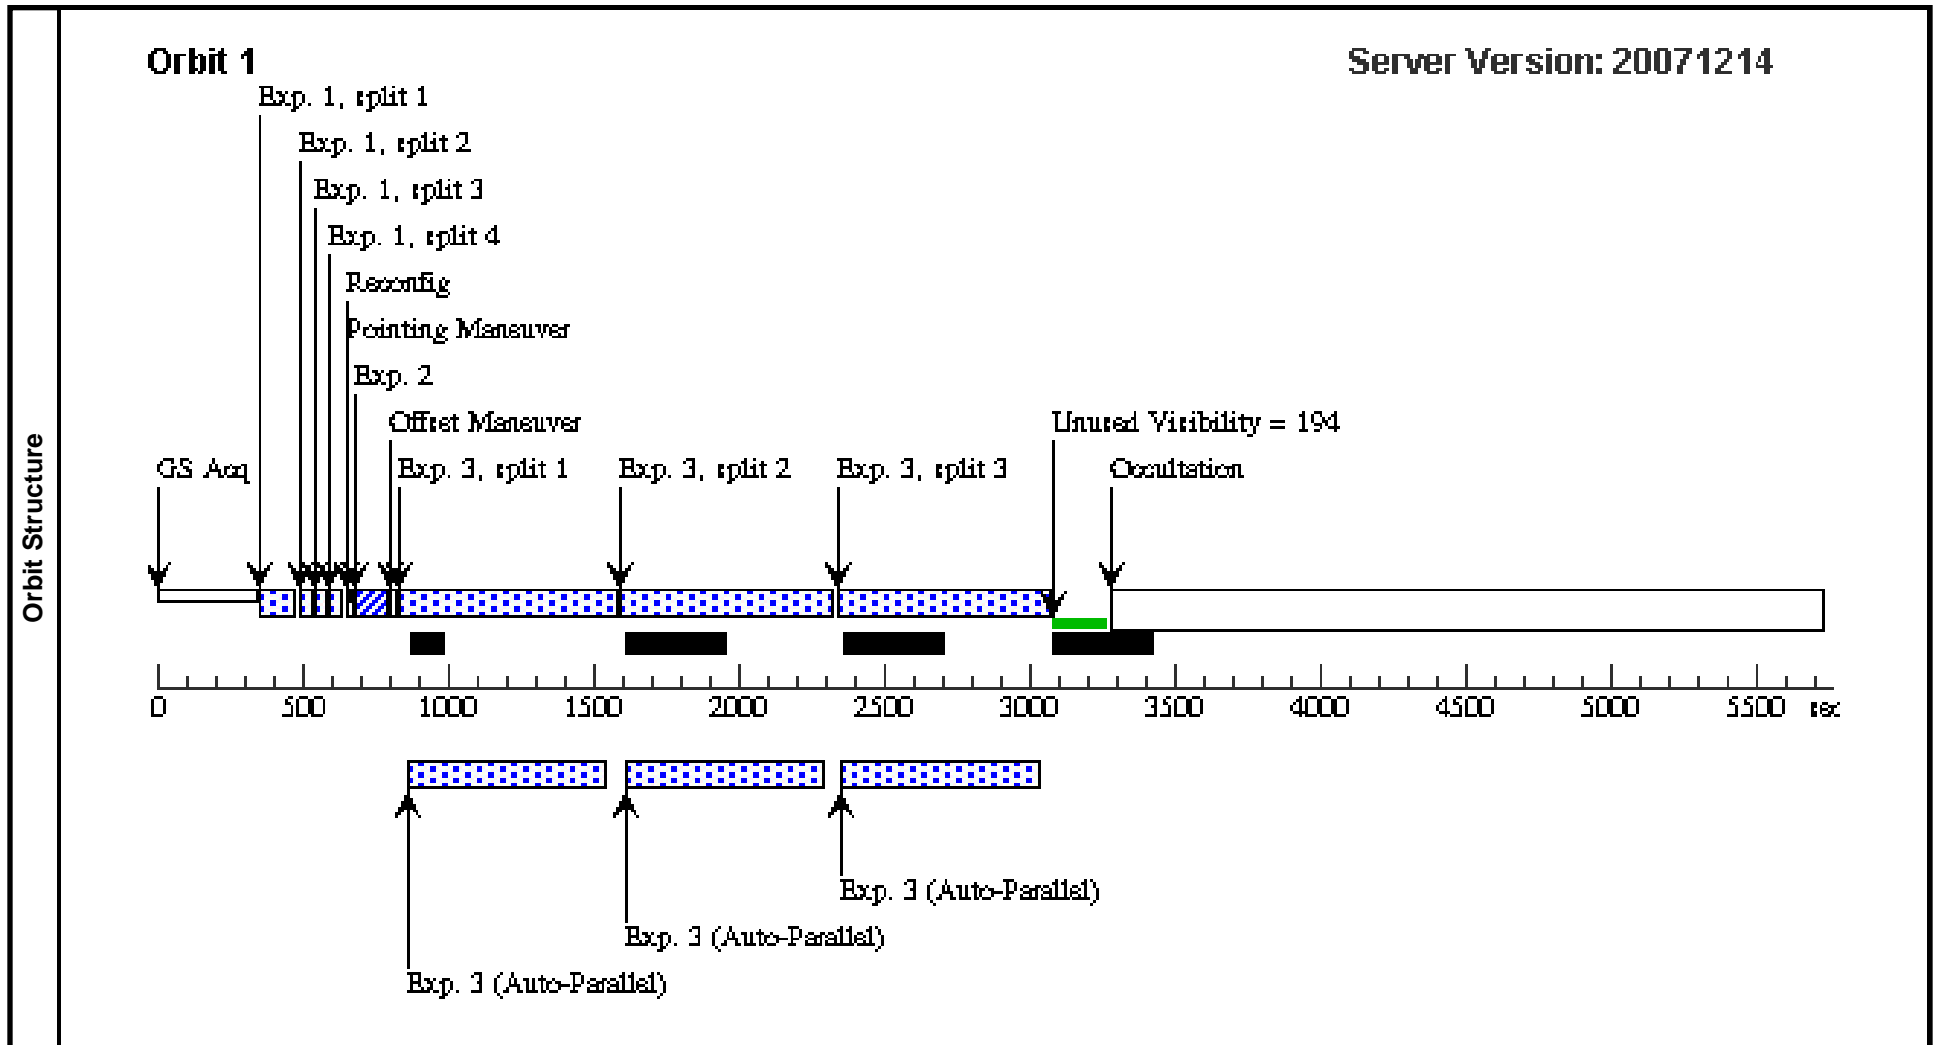 Orbit Structure
Orbit 1
Server Version: 20071214
Exp. 1, split 1
Exp. 1, split 2
Exp. 1, split 3
Exp. 1, split 4
Reconfig
Pointing Maneuver
Exp. 2
Offset Maneuver
Unused Visibility = 194
GS Acq
Exp. 3, split 1
Exp. 3, split 2
Exp. 3, split 3
Occultation
0 500 1000 1500 2000 2500 3000 3500 4000 4500 5000 5500 sec
Exp. 3 (Auto-Parallel)
Exp. 3 (Auto-Parallel)
Exp. 3 (Auto-Parallel)